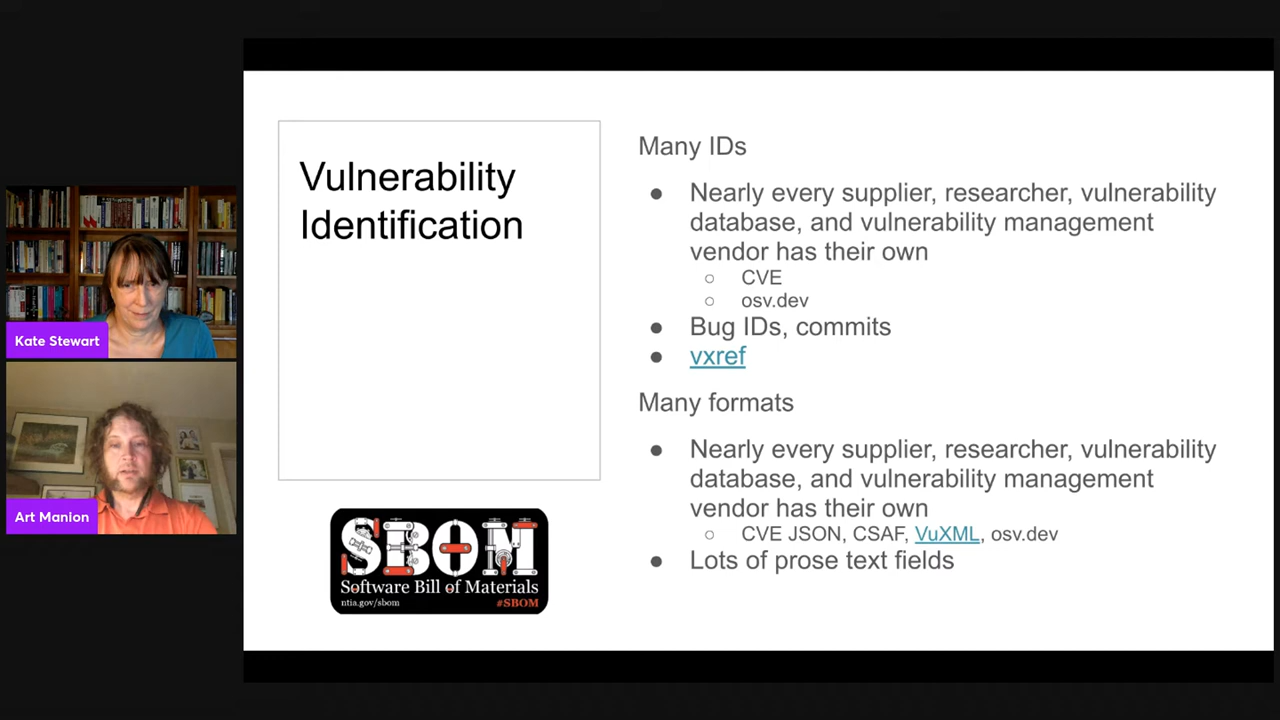 Vulnerability
Identification
Many IDs
● Nearly every supplier, researcher, vulnerability
database, and vulnerability management
vendor has their own
○ CVE
○ osv.dev
● Bug IDs, commits
● vxref
Many formats
● Nearly every supplier, researcher, vulnerability
database, and vulnerability management
vendor has their own
○ CVE JSON, CSAF, VuXML, osv.dev
● Lots of prose text fields
Kate Stewart
Art Manion
SBOM
Software Bill of Materials
ntia.gov/sbom #SBOM